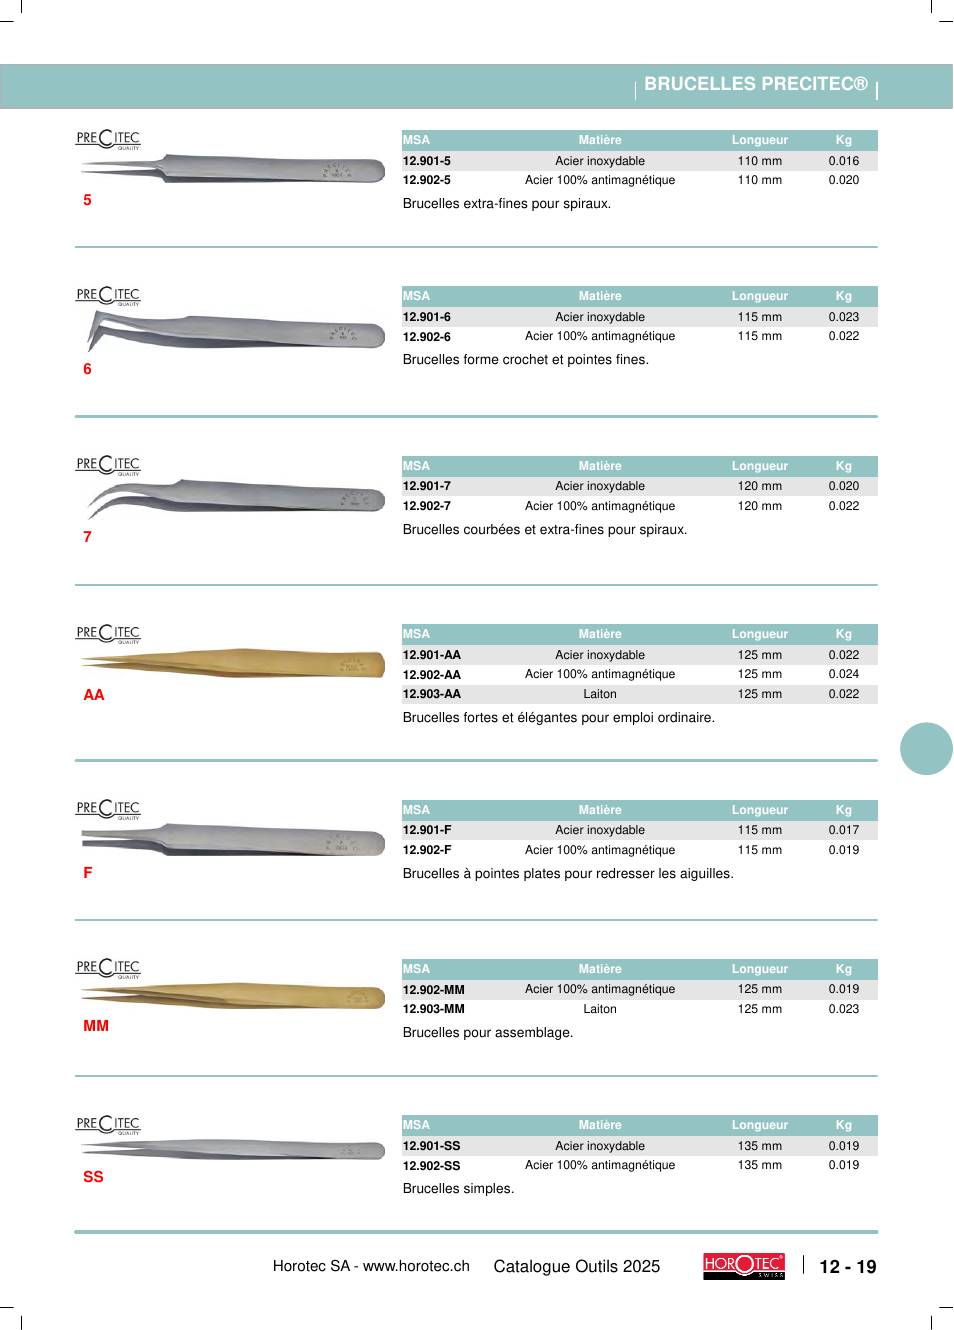 BRUCELLES PRECITEC®
PRECITEC
QUALITY
5
MSA Matière Longueur Kg
12.901-5 Acier inoxydable 110 mm 0.016
12.902-5 Acier 100% antimagnétique 110 mm 0.020
Brucelles extra-fines pour spiraux.
PRECITEC
QUALITY
6
MSA Matière Longueur Kg
12.901-6 Acier inoxydable 115 mm 0.023
12.902-6 Acier 100% antimagnétique 115 mm 0.022
Brucelles forme crochet et pointes fines.
PRECITEC
QUALITY
7
MSA Matière Longueur Kg
12.901-7 Acier inoxydable 120 mm 0.020
12.902-7 Acier 100% antimagnétique 120 mm 0.022
Brucelles courbées et extra-fines pour spiraux.
PRECITEC
QUALITY
AA
MSA Matière Longueur Kg
12.901-AA Acier inoxydable 125 mm 0.022
12.902-AA Acier 100% antimagnétique 125 mm 0.024
12.903-AA Laiton 125 mm 0.022
Brucelles fortes et élégantes pour emploi ordinaire.
PRECITEC
QUALITY
F
MSA Matière Longueur Kg
12.901-F Acier inoxydable 115 mm 0.017
12.902-F Acier 100% antimagnétique 115 mm 0.019
Brucelles à pointes plates pour redresser les aiguilles.
PRECITEC
QUALITY
MM
MSA Matière Longueur Kg
12.902-MM Acier 100% antimagnétique 125 mm 0.019
12.903-MM Laiton 125 mm 0.023
Brucelles pour assemblage.
PRECITEC
QUALITY
SS
MSA Matière Longueur Kg
12.901-SS Acier inoxydable 135 mm 0.019
12.902-SS Acier 100% antimagnétique 135 mm 0.019
Brucelles simples.
Horotec SA - www.horotec.ch Catalogue Outils 2025 HOROTEC® SWISS 12 - 19